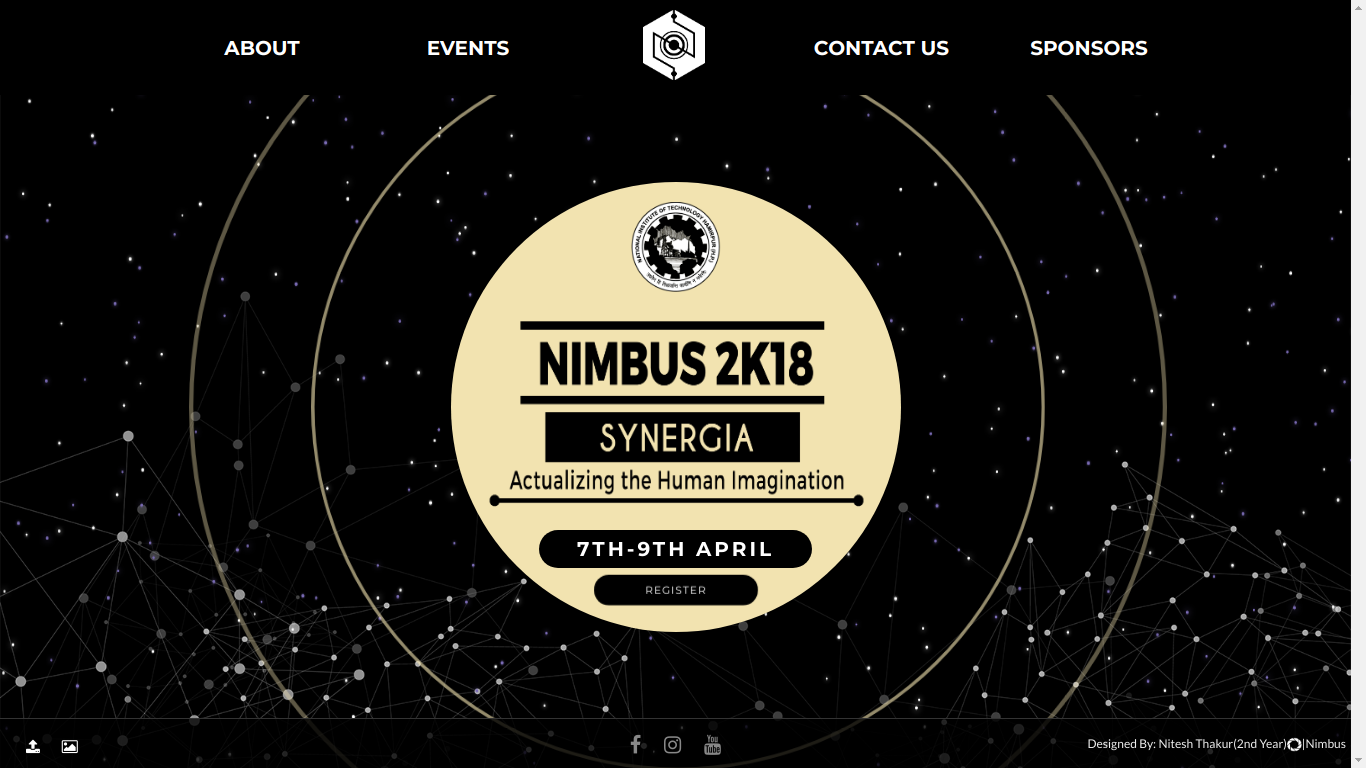 ABOUT
EVENTS
CONTACT US
SPONSORS
NATIONAL INSTITUTE OF TECHNOLOGY HAMIRPUR (H.P.)
NIMBUS 2K18
SYNERGIA
Actualizing the Human Imagination
7TH-9TH APRIL
REGISTER
You
Tube
Designed By: Nitesh Thakur(2nd Year)|Nimbus